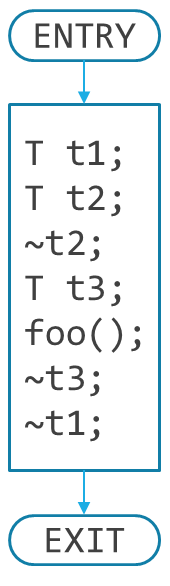 ENTRY
T t1;
T t2;
~t2;
T t3;
foo();
~t3;
~t1;
EXIT